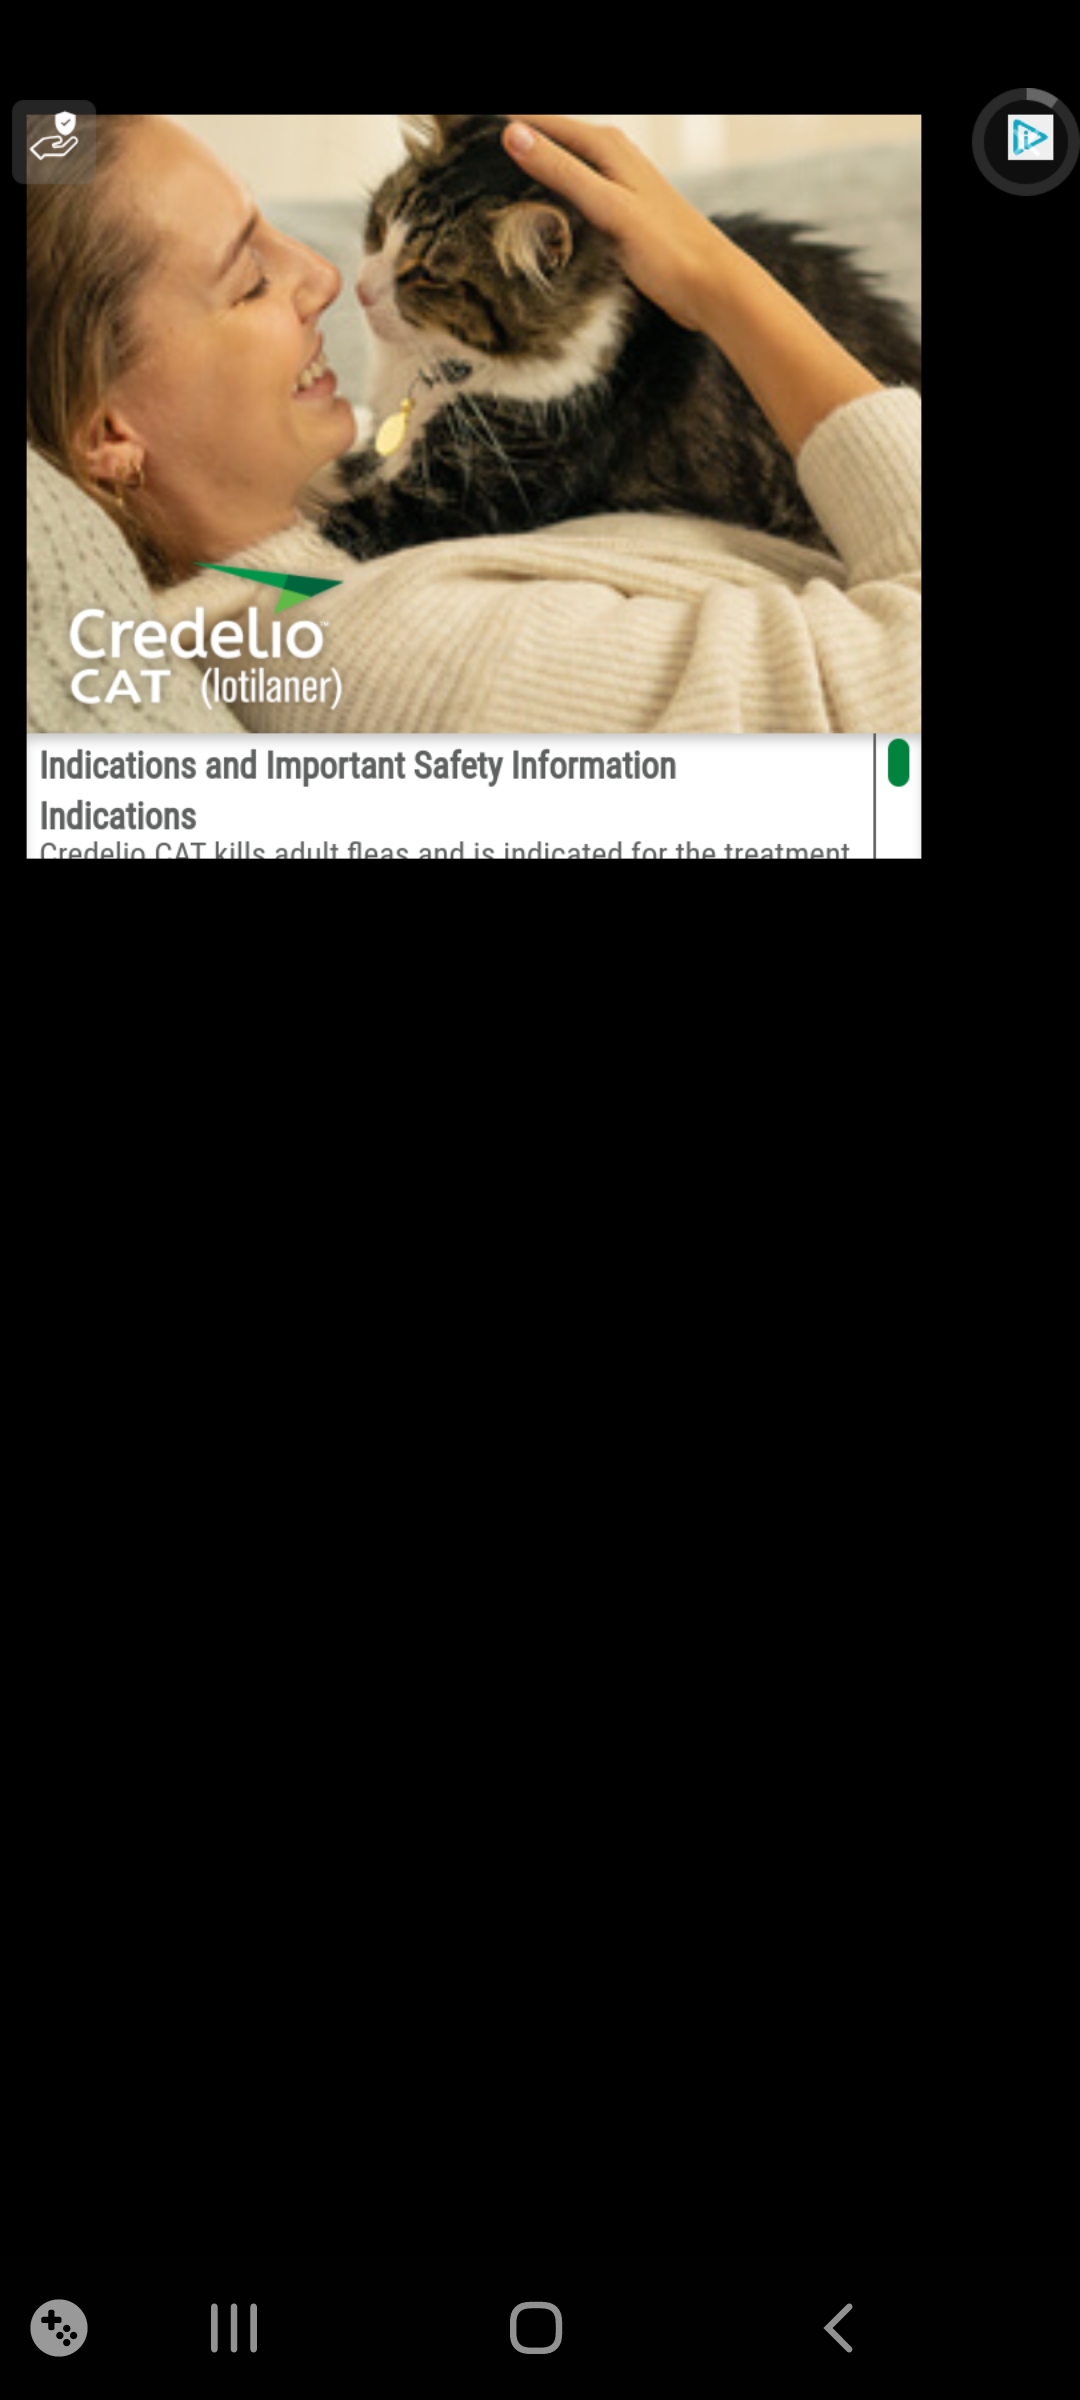 Credelio™
CAT (lotilaner)
Indications and Important Safety Information
Indications
Credelio CAT kills adult fleas and is indicated for the treatment